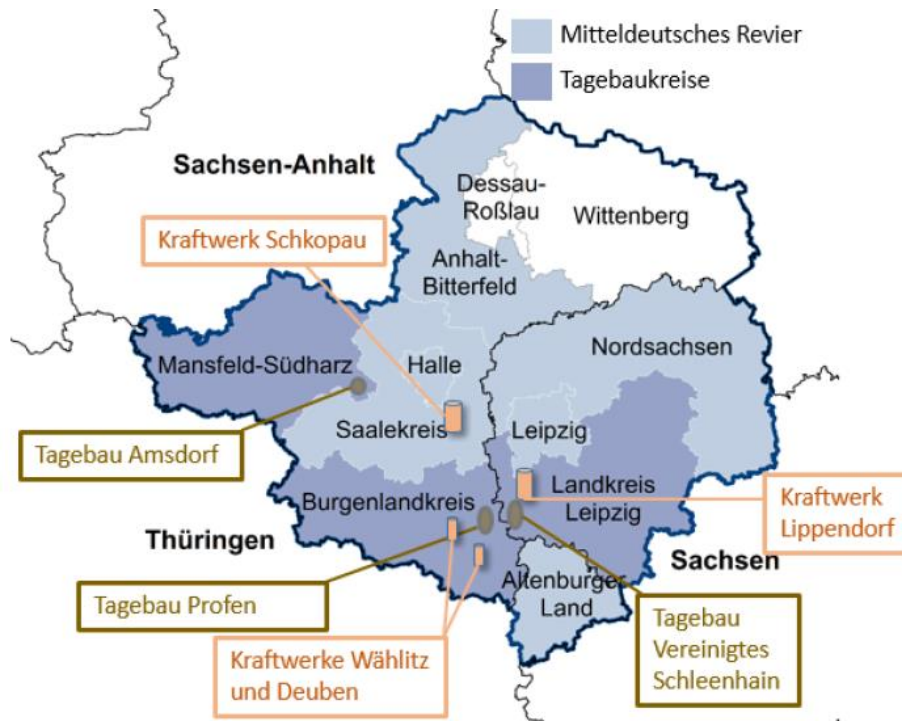 Mitteldeutsches Revier
Tagebaukreise
Sachsen-Anhalt
Dessau-
Roßlau
Wittenberg
Kraftwerk Schkopau
Anhalt-
Bitterfeld
Nordsachsen
Mansfeld-Südharz
Halle
Saalekreis
Leipzig
Tagebau Amsdorf
Burgenlandkreis
Landkreis
Leipzig
Kraftwerk
Lippendorf
Thüringen
Sachsen
Altenburger
Land
Tagebau Profen
Tagebau
Vereinigtes
Schleenhain
Kraftwerke Wählitz
und Deuben